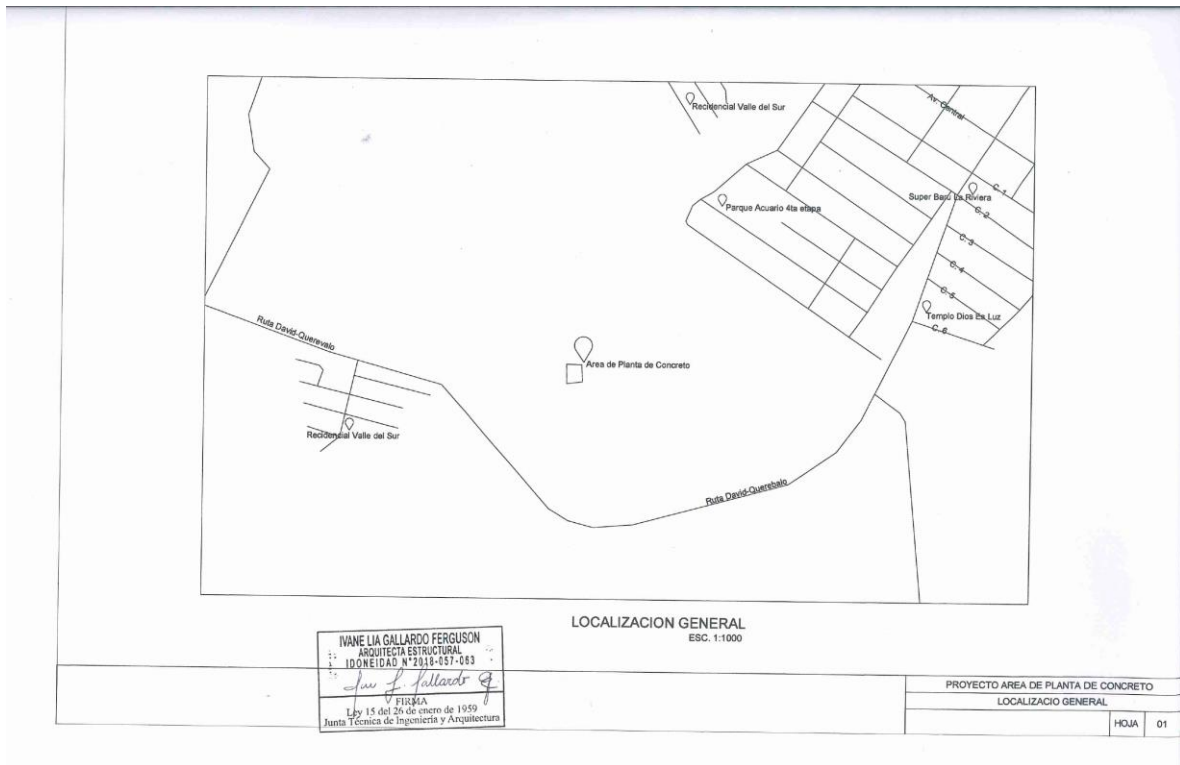 Recidencial Valle del Sur
Av. Central
Super Barú La Riviera
C. 1
C. 2
Parque Acuario 4ta etapa
C. 3
C. 4
C. 5
Templo Dios Es Luz
C. 6
Ruta David-Querevalo
Area de Planta de Concreto
Recidencial Valle del Sur
Ruta David-Querebalo
LOCALIZACION GENERAL
ESC. 1:1000
IVANE LIA GALLARDO FERGUSON
ARQUITECTA ESTRUCTURAL
IDONEIDAD N°2018-057-063
FIRMA
Ley 15 del 26 de enero de 1959
Junta Técnica de Ingeniería y Arquitectura
PROYECTO AREA DE PLANTA DE CONCRETO
LOCALIZACIO GENERAL
HOJA 01